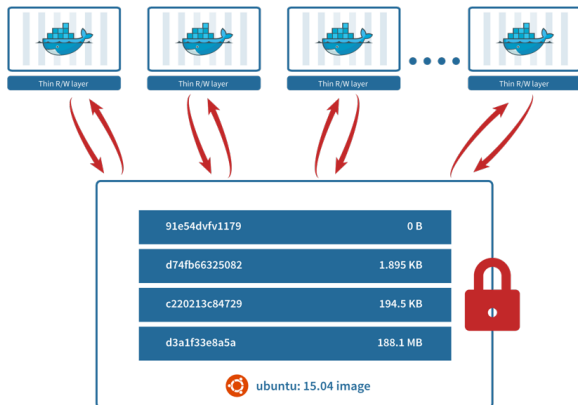 Thin R/W layer Thin R/W layer Thin R/W layer Thin R/W layer
91e54dvfv1179 0 B
d74fb66325082 1.895 KB
c220213c84729 194.5 KB
d3a1f33e8a5a 188.1 MB
ubuntu: 15.04 image